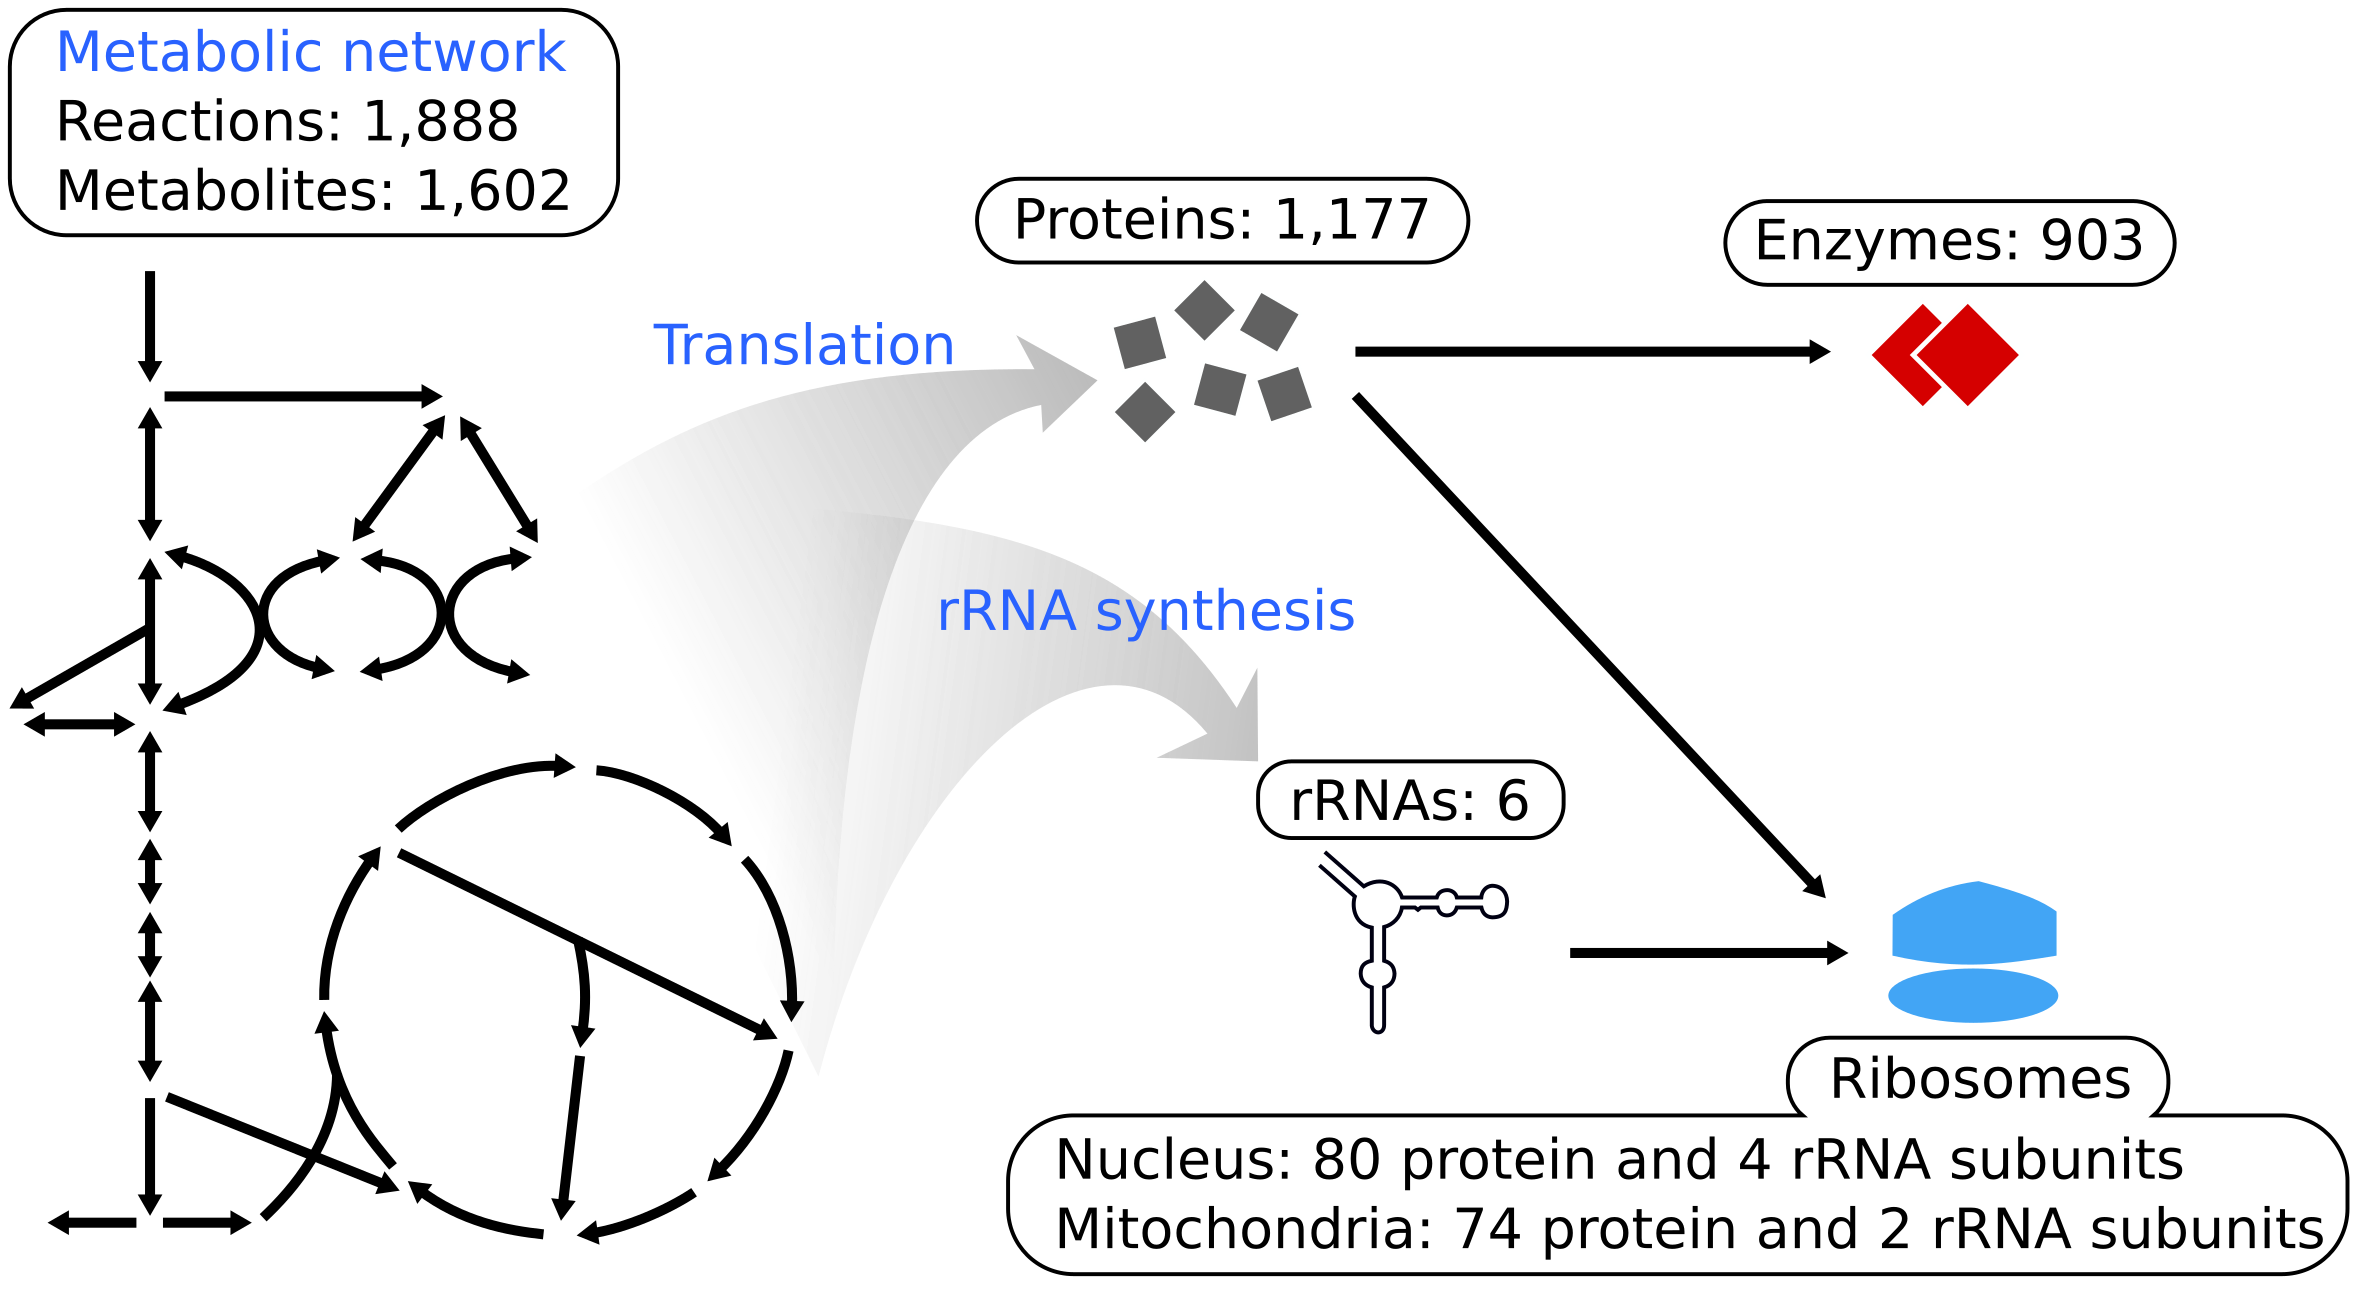 Metabolic network
Reactions: 1,888
Metabolites: 1,602
Proteins: 1,177
Enzymes: 903
Translation
rRNA synthesis
rRNAs: 6
Ribosomes
Nucleus: 80 protein and 4 rRNA subunits
Mitochondria: 74 protein and 2 rRNA subunits